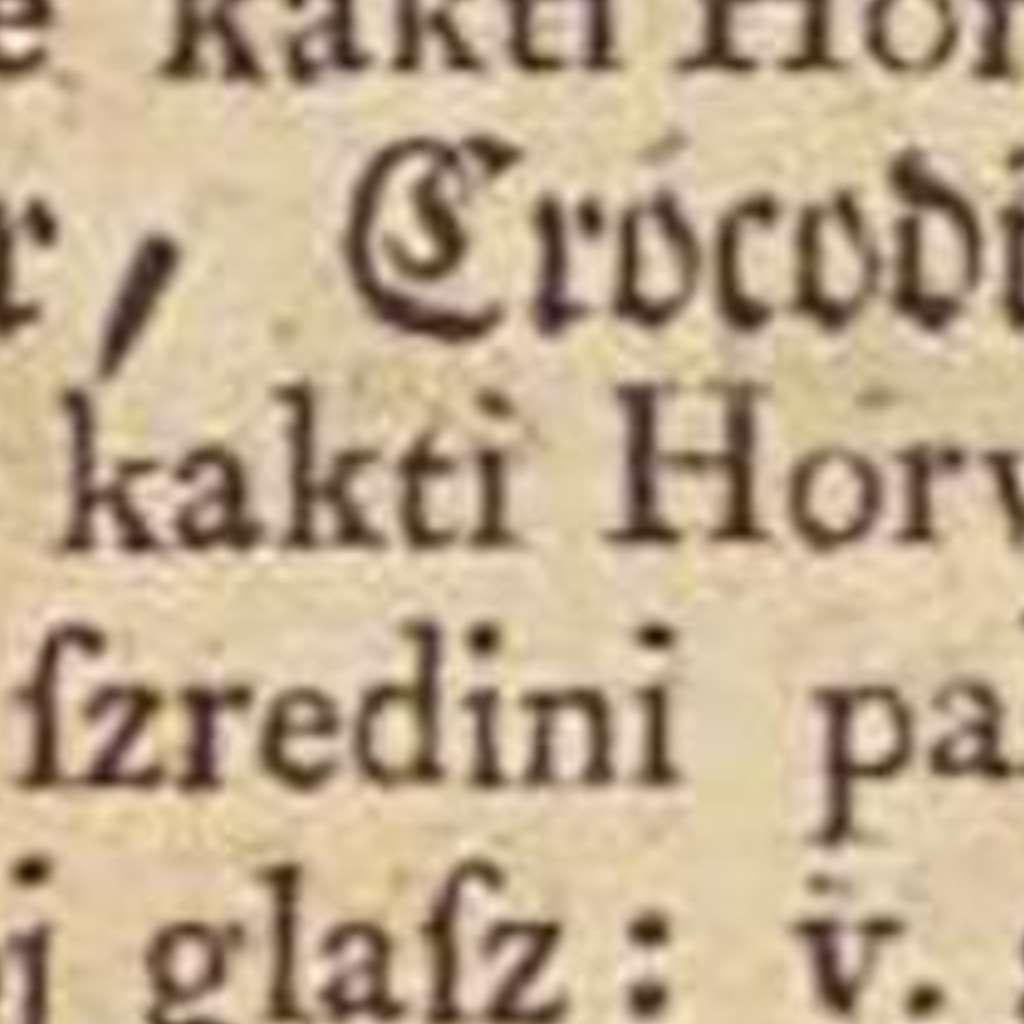 e kakti Hor
r, Crocodi
kakti Horv
ſzredini pa
j glaſz : v.